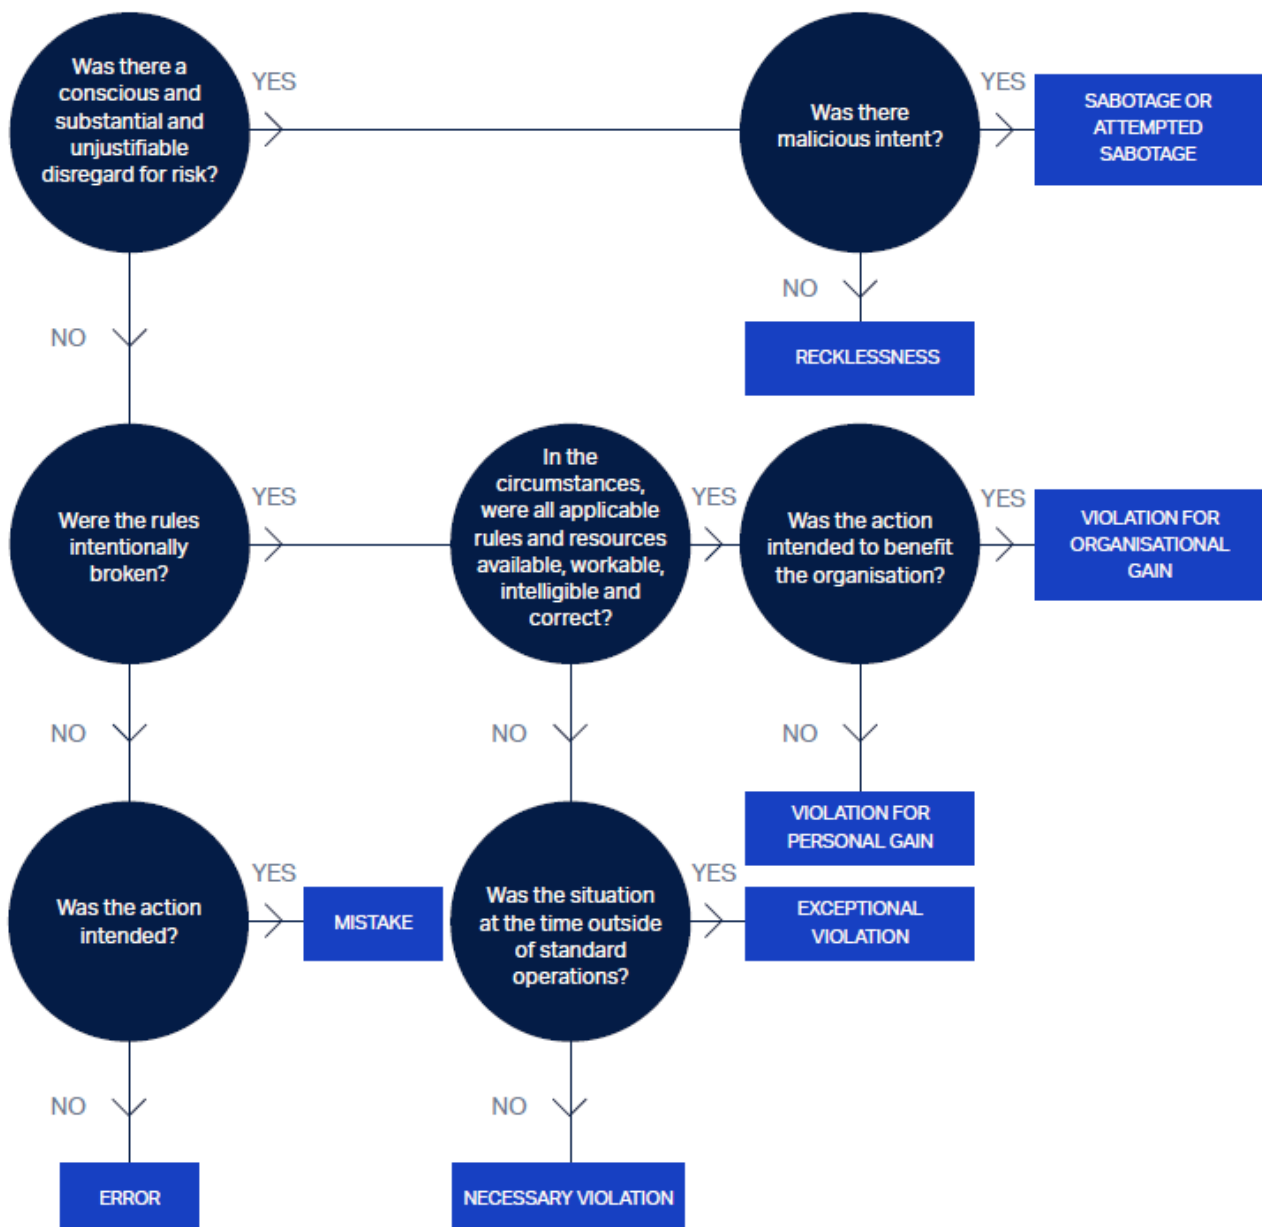 Was there a
conscious and
substantial and
unjustifiable
disregard for risk?
YES
Was there
malicious intent?
YES
SABOTAGE OR
ATTEMPTED
SABOTAGE
NO
RECKLESSNESS
NO
Were the rules
intentionally
broken?
YES
In the
circumstances,
were all applicable
rules and resources
available, workable,
intelligible and
correct?
YES
Was the action
intended to benefit
the organisation?
YES
VIOLATION FOR
ORGANISATIONAL
GAIN
NO
NO
NO
VIOLATION FOR
PERSONAL GAIN
Was the action
intended?
YES
MISTAKE
Was the situation
at the time outside
of standard
operations?
YES
EXCEPTIONAL
VIOLATION
NO
NO
ERROR
NECESSARY VIOLATION